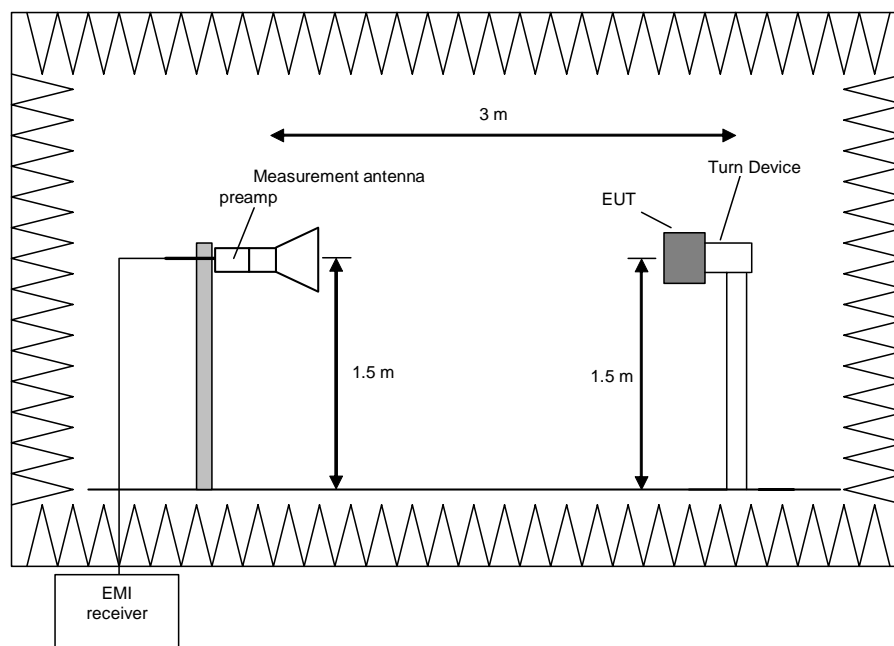 3 m
Measurement antenna
preamp
Turn Device
EUT
1.5 m
1.5 m
EMI
receiver